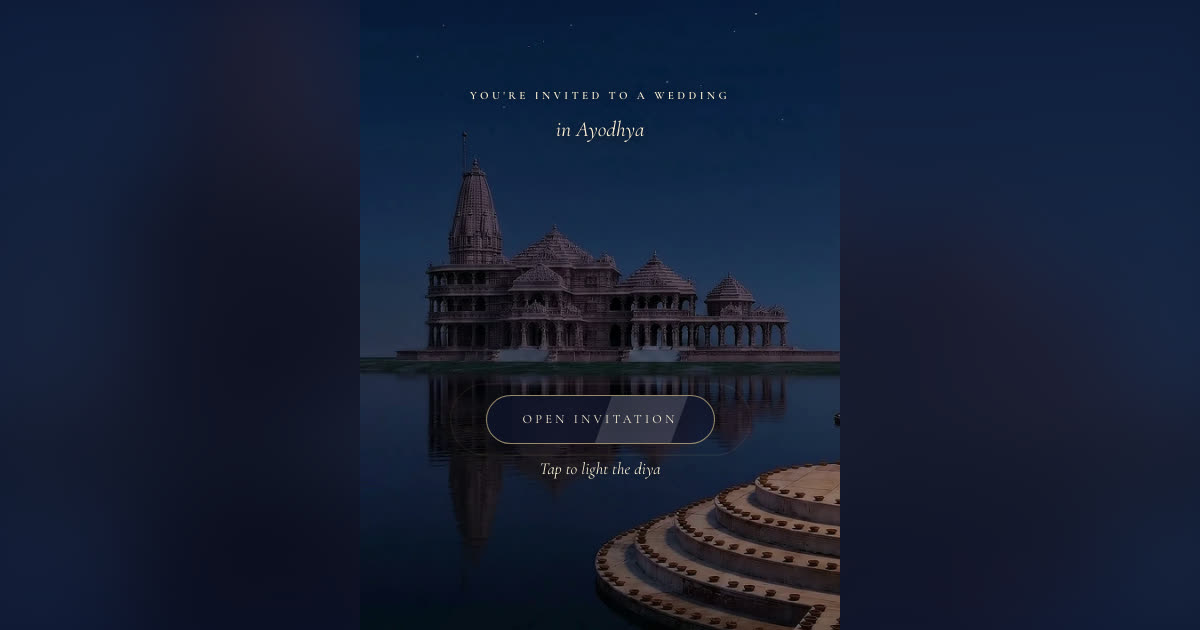 YOU'RE INVITED TO A WEDDING
in Ayodhya
OPEN INVITATION
Tap to light the diya